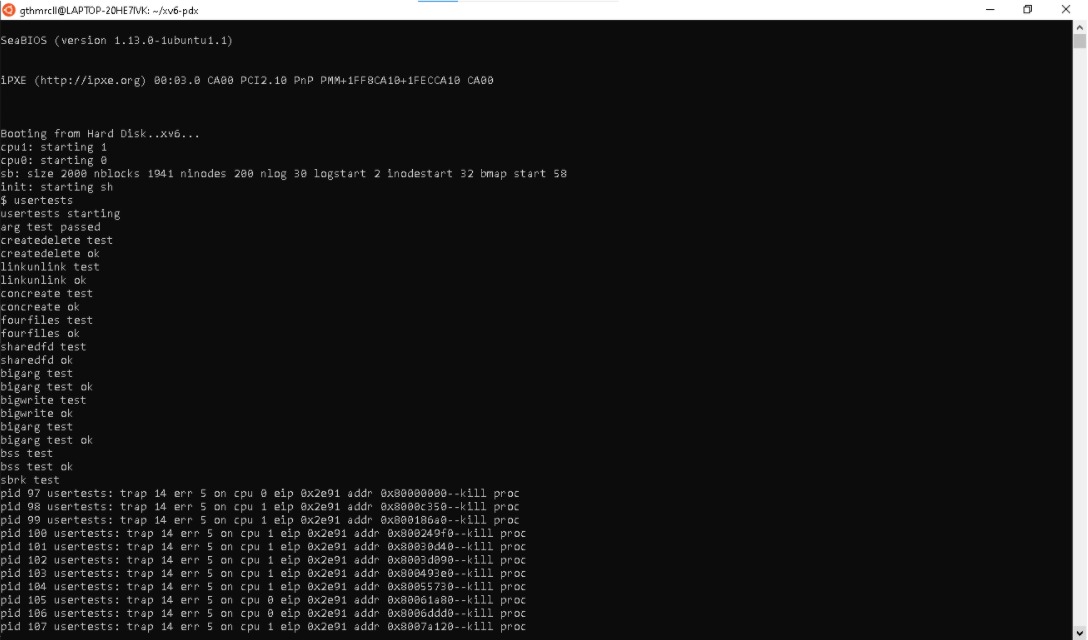 gthmrcll@LAPTOP-20HE7IVK: ~/xv6-pdx
SeaBIOS (version 1.13.0-1ubuntu1.1)
iPXE (http://ipxe.org) 00:03.0 CA00 PCI2.10 PnP PMM+1FF8CA10+1FECCA10 CA00
Booting from Hard Disk..xv6...
cpu1: starting 1
cpu0: starting 0
sb: size 2000 nblocks 1941 ninodes 200 nlog 30 logstart 2 inodestart 32 bmap start 58
init: starting sh
$ usertests
usertests starting
arg test passed
createdelete test
createdelete ok
linkunlink test
linkunlink ok
concreate test
concreate ok
fourfiles test
fourfiles ok
sharedfd test
sharedfd ok
bigarg test
bigarg test ok
bigwrite test
bigwrite ok
bigarg test
bigarg test ok
bss test
bss test ok
sbrk test
pid 97 usertests: trap 14 err 5 on cpu 0 eip 0x2e91 addr 0x80000000--kill proc
pid 98 usertests: trap 14 err 5 on cpu 1 eip 0x2e91 addr 0x8000c350--kill proc
pid 99 usertests: trap 14 err 5 on cpu 1 eip 0x2e91 addr 0x800186a0--kill proc
pid 100 usertests: trap 14 err 5 on cpu 1 eip 0x2e91 addr 0x800249f0--kill proc
pid 101 usertests: trap 14 err 5 on cpu 1 eip 0x2e91 addr 0x80030d40--kill proc
pid 102 usertests: trap 14 err 5 on cpu 1 eip 0x2e91 addr 0x8003d090--kill proc
pid 103 usertests: trap 14 err 5 on cpu 1 eip 0x2e91 addr 0x800493e0--kill proc
pid 104 usertests: trap 14 err 5 on cpu 1 eip 0x2e91 addr 0x80055730--kill proc
pid 105 usertests: trap 14 err 5 on cpu 0 eip 0x2e91 addr 0x80061a80--kill proc
pid 106 usertests: trap 14 err 5 on cpu 0 eip 0x2e91 addr 0x8006ddd0--kill proc
pid 107 usertests: trap 14 err 5 on cpu 1 eip 0x2e91 addr 0x8007a120--kill proc